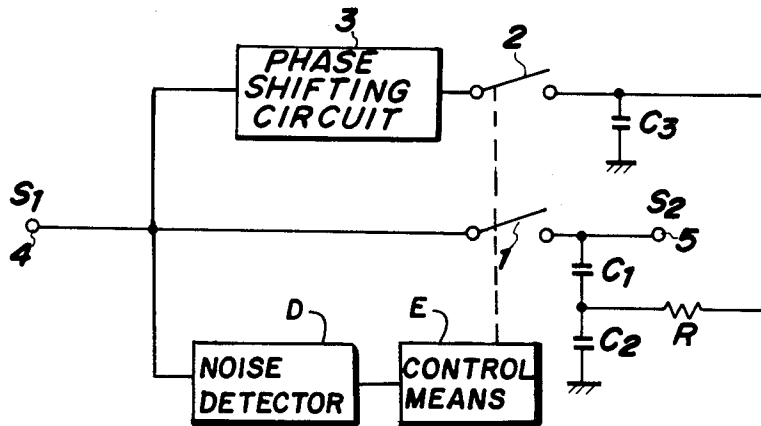 3
PHASE
SHIFTING
CIRCUIT
2
C3
S1
4
1
S2
5
C1
D
E
R
C2
NOISE
DETECTOR
CONTROL
MEANS